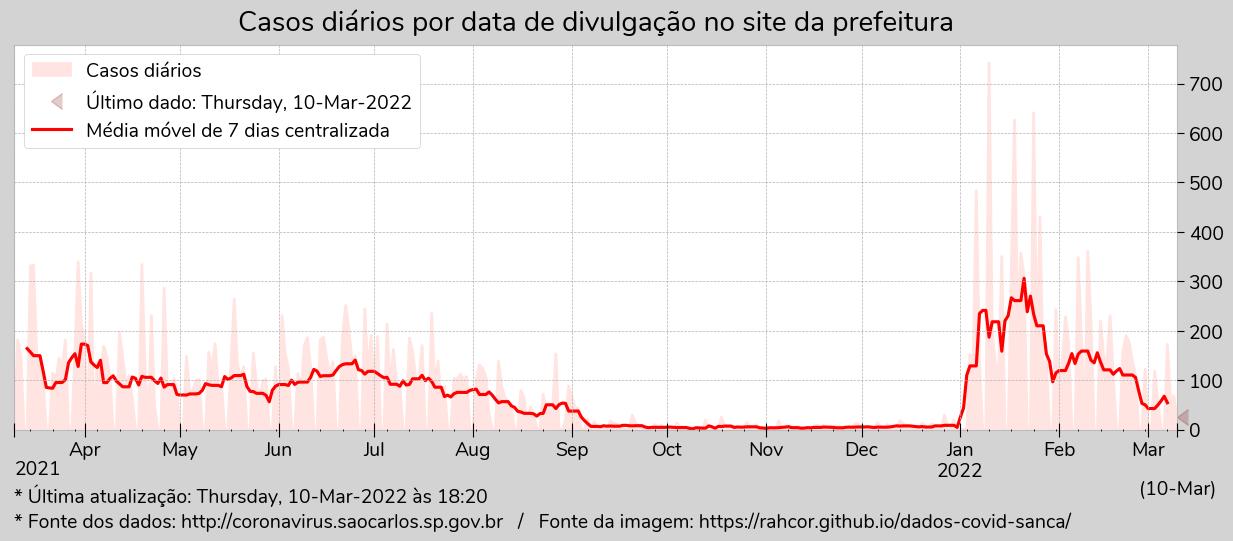 Casos diários por data de divulgação no site da prefeitura
Casos diários
Último dado: Thursday, 10-Mar-2022
Média móvel de 7 dias centralizada
700
600
500
400
300
200
100
0
Apr May Jun Jul Aug Sep Oct Nov Dec Jan Feb Mar
2021 2022
(10-Mar)
* Última atualização: Thursday, 10-Mar-2022 às 18:20
* Fonte dos dados: http://coronavirus.saocarlos.sp.gov.br / Fonte da imagem: https://rahcor.github.io/dados-covid-sanca/